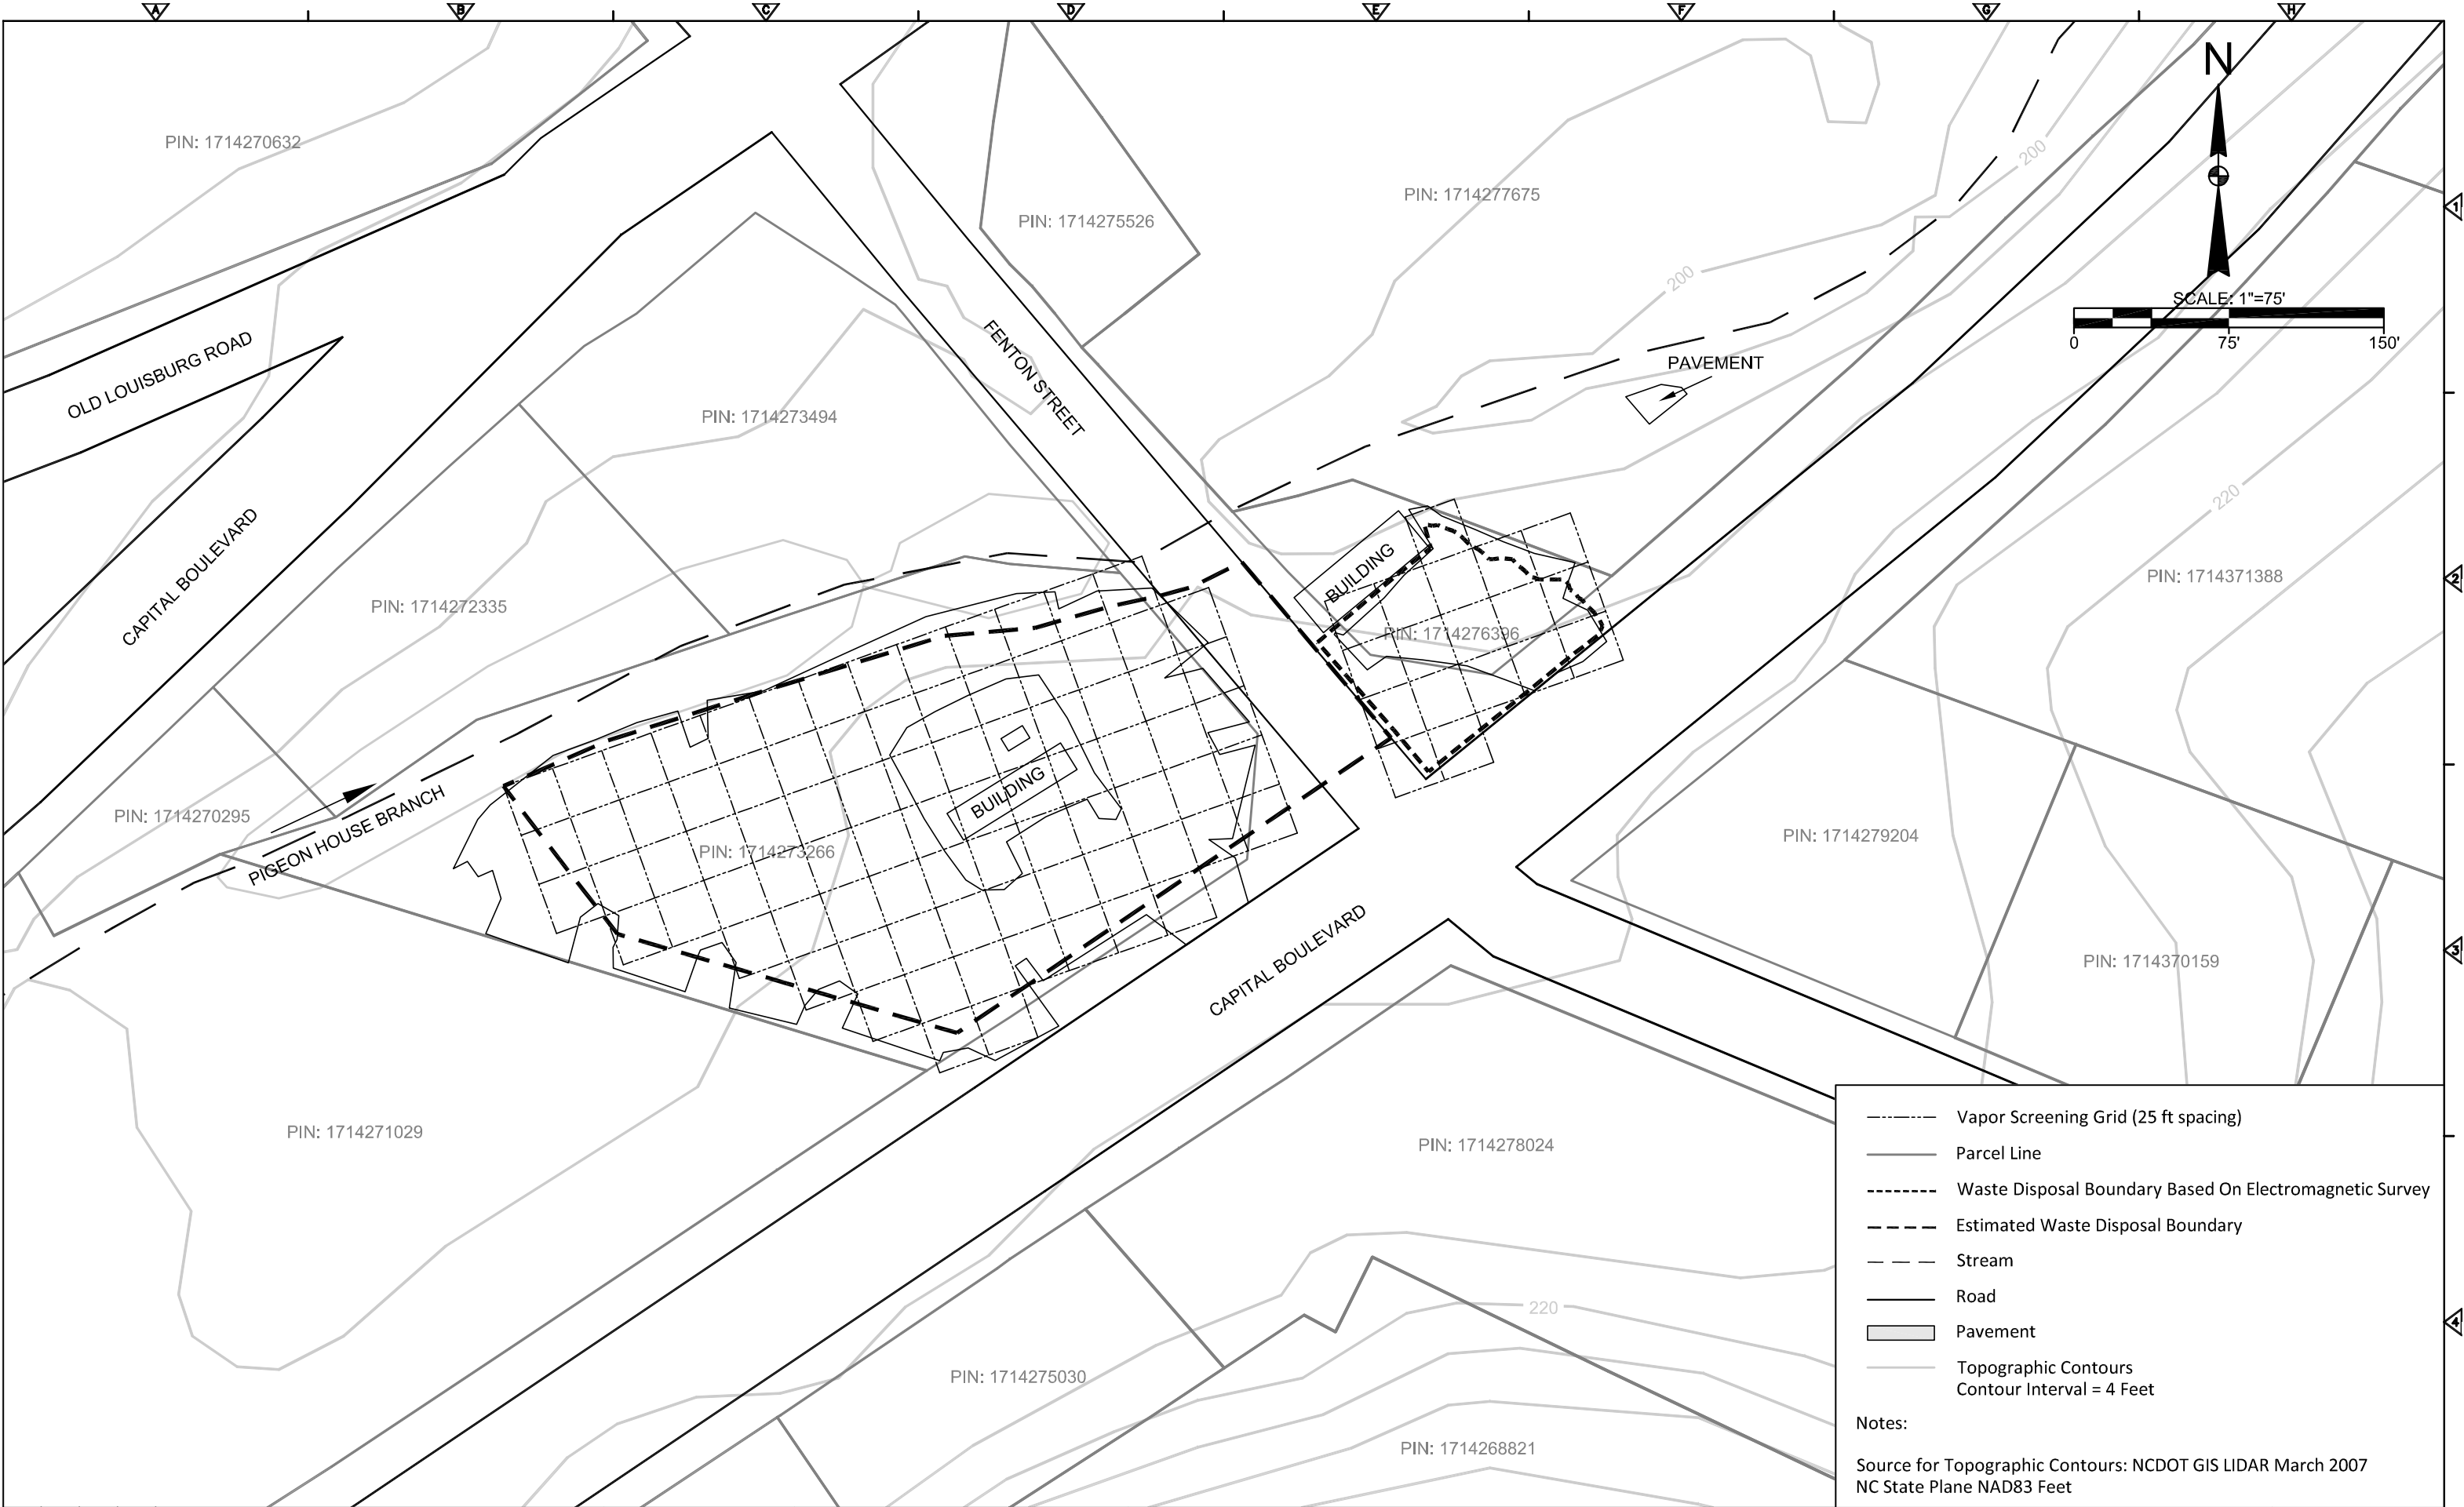 A B C D E F G H
N
PIN: 1714270632
PIN: 1714277675
1
PIN: 1714275526
200
200
SCALE: 1"=75'
0 75' 150'
OLD LOUISBURG ROAD
FENTON STREET
PAVEMENT
PIN: 1714273494
220
CAPITAL BOULEVARD
BUILDING
PIN: 1714371388
2
PIN: 1714272335
PIN: 1714276396
BUILDING
PIN: 1714270295
PIGEON HOUSE BRANCH
PIN: 1714273266
PIN: 1714279204
CAPITAL BOULEVARD
PIN: 1714370159
3
PIN: 1714271029
PIN: 1714278024
220
PIN: 1714275030
PIN: 1714268821
4
Vapor Screening Grid (25 ft spacing)
Parcel Line
Waste Disposal Boundary Based On Electromagnetic Survey
Estimated Waste Disposal Boundary
Stream
Road
Pavement
Topographic Contours
Contour Interval = 4 Feet
Notes:
Source for Topographic Contours: NCDOT GIS LIDAR March 2007
NC State Plane NAD83 Feet